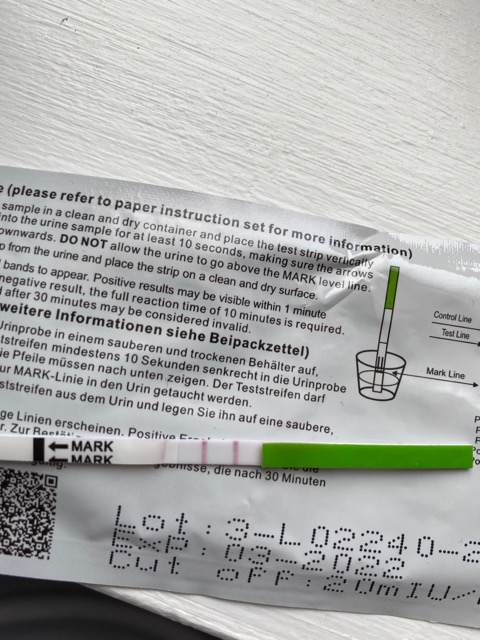 e (please refer to paper instruction set for more information)
sample in a clean and dry container and place the test strip vertically
into the urine sample for at least 10 seconds, making sure the arrows
ownwards. DO NOT allow the urine to go above the MARK level line.
p from the urine and place the strip on a clean and dry surface.
bands to appear. Positive results may be visible within 1 minute
negative result, the full reaction time of 10 minutes is required.
after 30 minutes may be considered invalid.
weitere Informationen siehe Beipackzettel)
Urinprobe in einem sauberen und trockenen Behälter auf,
tstreifen mindestens 10 Sekunden senkrecht in die Urinprobe
ie Pfeile müssen nach unten zeigen. Der Teststreifen darf
ur MARK-Linie in den Urin getaucht werden.
ststreifen aus dem Urin und legen Sie ihn auf eine saubere,
ge Linien erscheinen. Positive
die nach 30 Minuten
Control Line
Test Line
Mark Line
MARK
MARK
Lot: 3-L02240-2
Exp: 09-2022
Cut off: 20mIU/